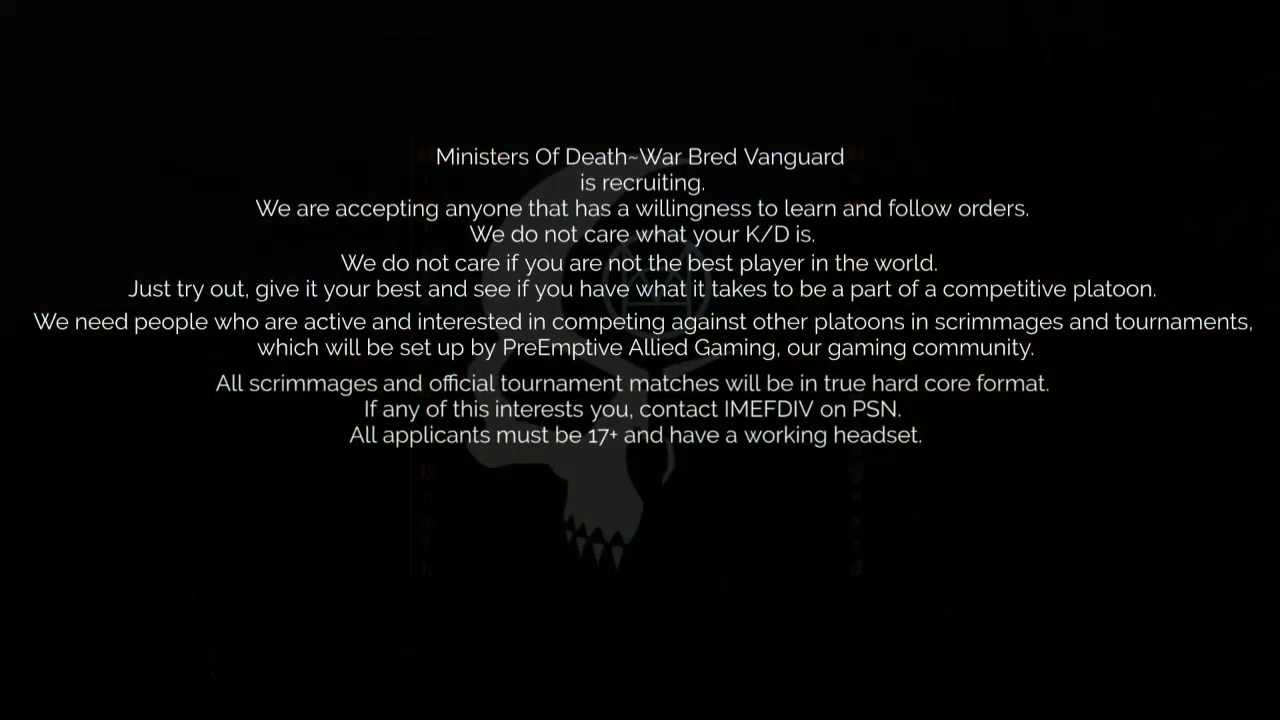 Ministers Of Death~War Bred Vanguard
is recruiting.
We are accepting anyone that has a willingness to learn and follow orders.
We do not care what your K/D is.
We do not care if you are not the best player in the world.
Just try out, give it your best and see if you have what it takes to be a part of a competitive platoon.
We need people who are active and interested in competing against other platoons in scrimmages and tournaments,
which will be set up by PreEmptive Allied Gaming, our gaming community.
All scrimmages and official tournament matches will be in true hard core format.
If any of this interests you, contact IMEFDIV on PSN.
All applicants must be 17+ and have a working headset.